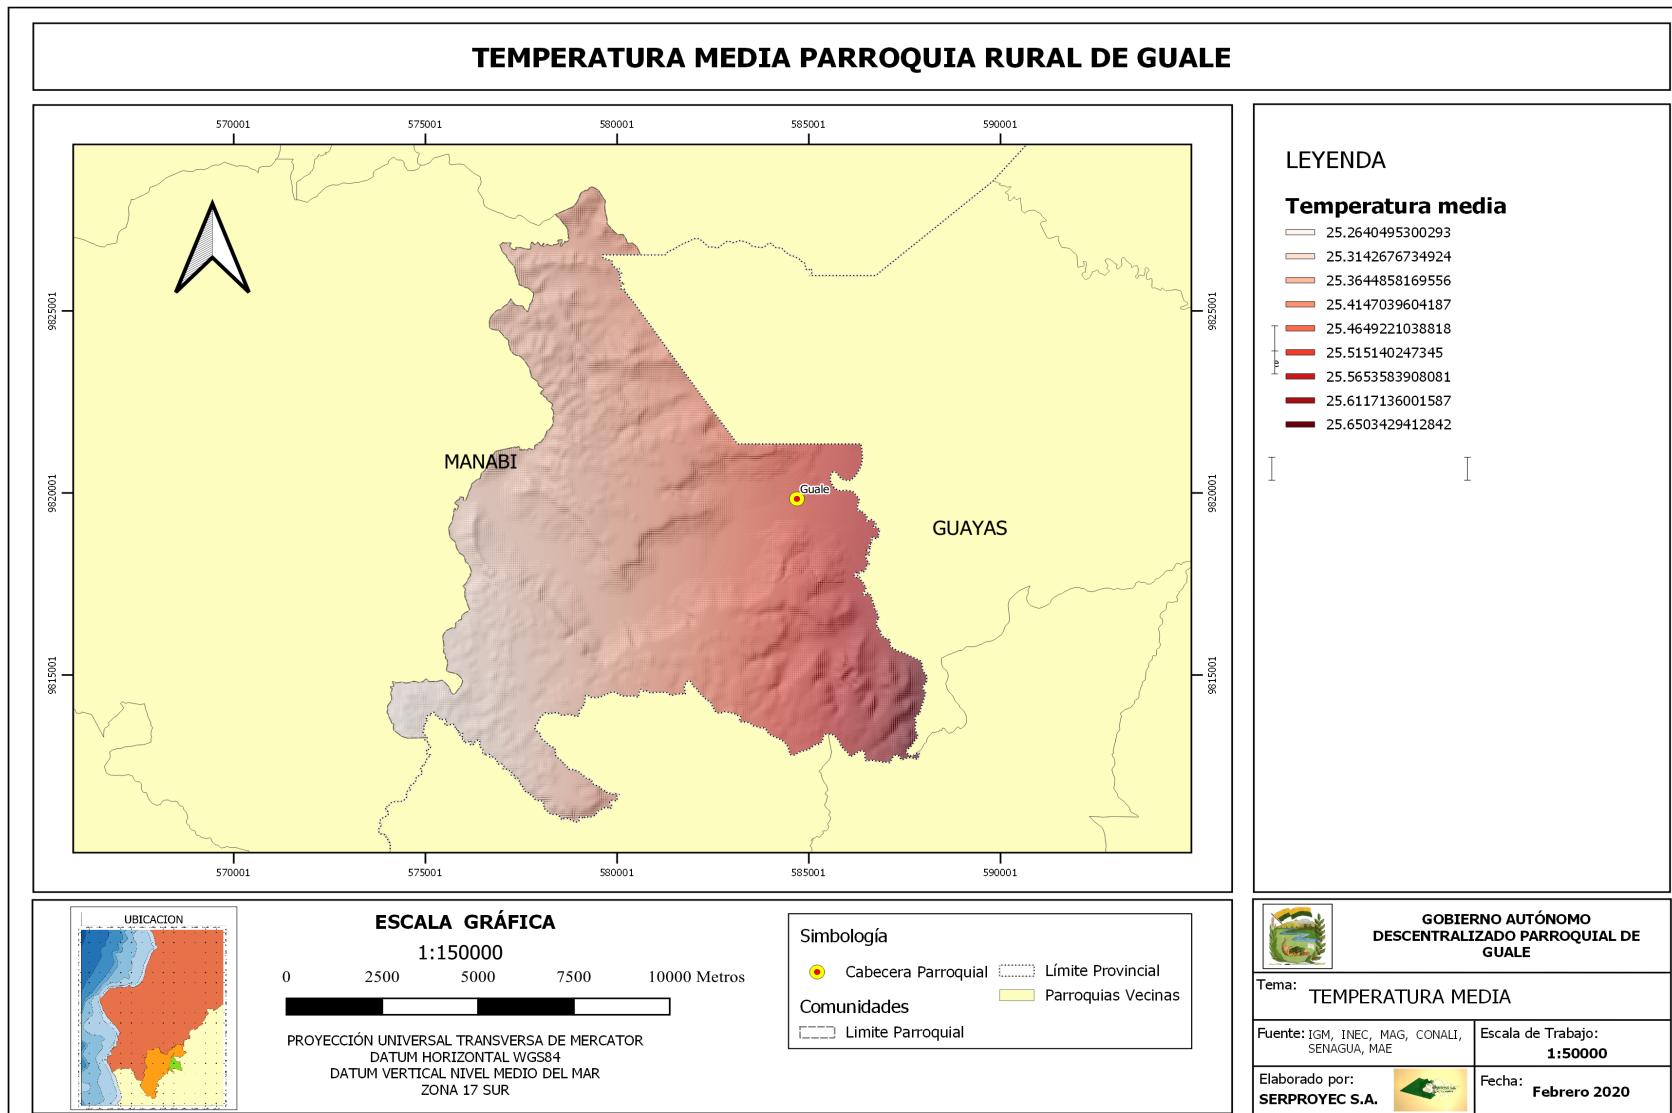 TEMPERATURA MEDIA PARROQUIA RURAL DE GUALE
570001 575001 580001 585001 590001
9825001 9825001
9820001 9820001
9815001 9815001
MANABI
Guale
GUAYAS
570001 575001 580001 585001 590001
LEYENDA
Temperatura media
25.2640495300293
25.3142676734924
25.3644858169556
25.4147039604187
25.4649221038818
25.515140247345
25.5653583908081
25.6117136001587
25.6503429412842
UBICACION
ESCALA GRÁFICA
1:150000
0 2500 5000 7500 10000 Metros
PROYECCIÓN UNIVERSAL TRANSVERSA DE MERCATOR
DATUM HORIZONTAL WGS84
DATUM VERTICAL NIVEL MEDIO DEL MAR
ZONA 17 SUR
Simbología
Cabecera Parroquial
Comunidades
Limite Parroquial
Límite Provincial
Parroquias Vecinas
GOBIERNO AUTÓNOMO
DESCENTRALIZADO PARROQUIAL DE
GUALE
Tema: TEMPERATURA MEDIA
Fuente: IGM, INEC, MAG, CONALI,
SENAGUA, MAE
Escala de Trabajo:
1:50000
Elaborado por:
SERPROYEC S.A.
Fecha: Febrero 2020